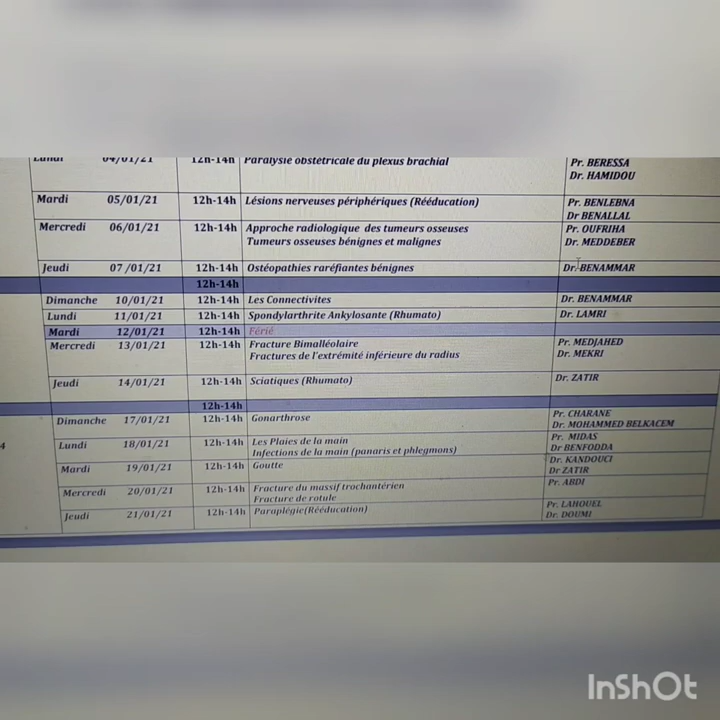 Lundi 04/01/21 12h-14h Paralysie obstétricale du plexus brachial Pr. BERESSA
Dr. HAMIDOU
Mardi 05/01/21 12h-14h Lésions nerveuses périphériques (Rééducation) Pr. BENLEBNA
Dr BENALLAL
Mercredi 06/01/21 12h-14h Approche radiologique des tumeurs osseuses Pr. OUFRIHA
Tumeurs osseuses bénignes et malignes Dr. MEDDEBER
Jeudi 07/01/21 12h-14h Ostéopathies raréfiantes bénignes Dr. BENAMMAR
12h-14h
Dimanche 10/01/21 12h-14h Les Connectivites Dr. BENAMMAR
Lundi 11/01/21 12h-14h Spondylarthrite Ankylosante (Rhumato) Dr. LAMRI
Mardi 12/01/21 12h-14h Férié
Mercredi 13/01/21 12h-14h Fracture Bimalléolaire Pr. MEDJAHED
Fractures de l'extrémité inférieure du radius Dr. MEKRI
Jeudi 14/01/21 12h-14h Sciatiques (Rhumato) Dr. ZATIR
12h-14h
Dimanche 17/01/21 12h-14h Gonarthrose Pr. CHARANE
Dr. MOHAMMED BELKACEM
4 Lundi 18/01/21 12h-14h Les Plaies de la main Pr. MIDAS
Infections de la main (panaris et phlegmons) Dr BENFODDA
Mardi 19/01/21 12h-14h Goutte Dr. KANDOUCI
Dr ZATIR
Mercredi 20/01/21 12h-14h Fracture du massif trochantérien Pr. ABDI
Fracture de rotule
Jeudi 21/01/21 12h-14h Paraplégie(Rééducation) Pr. LAHOUEL
Dr. DOUMI
InShOt